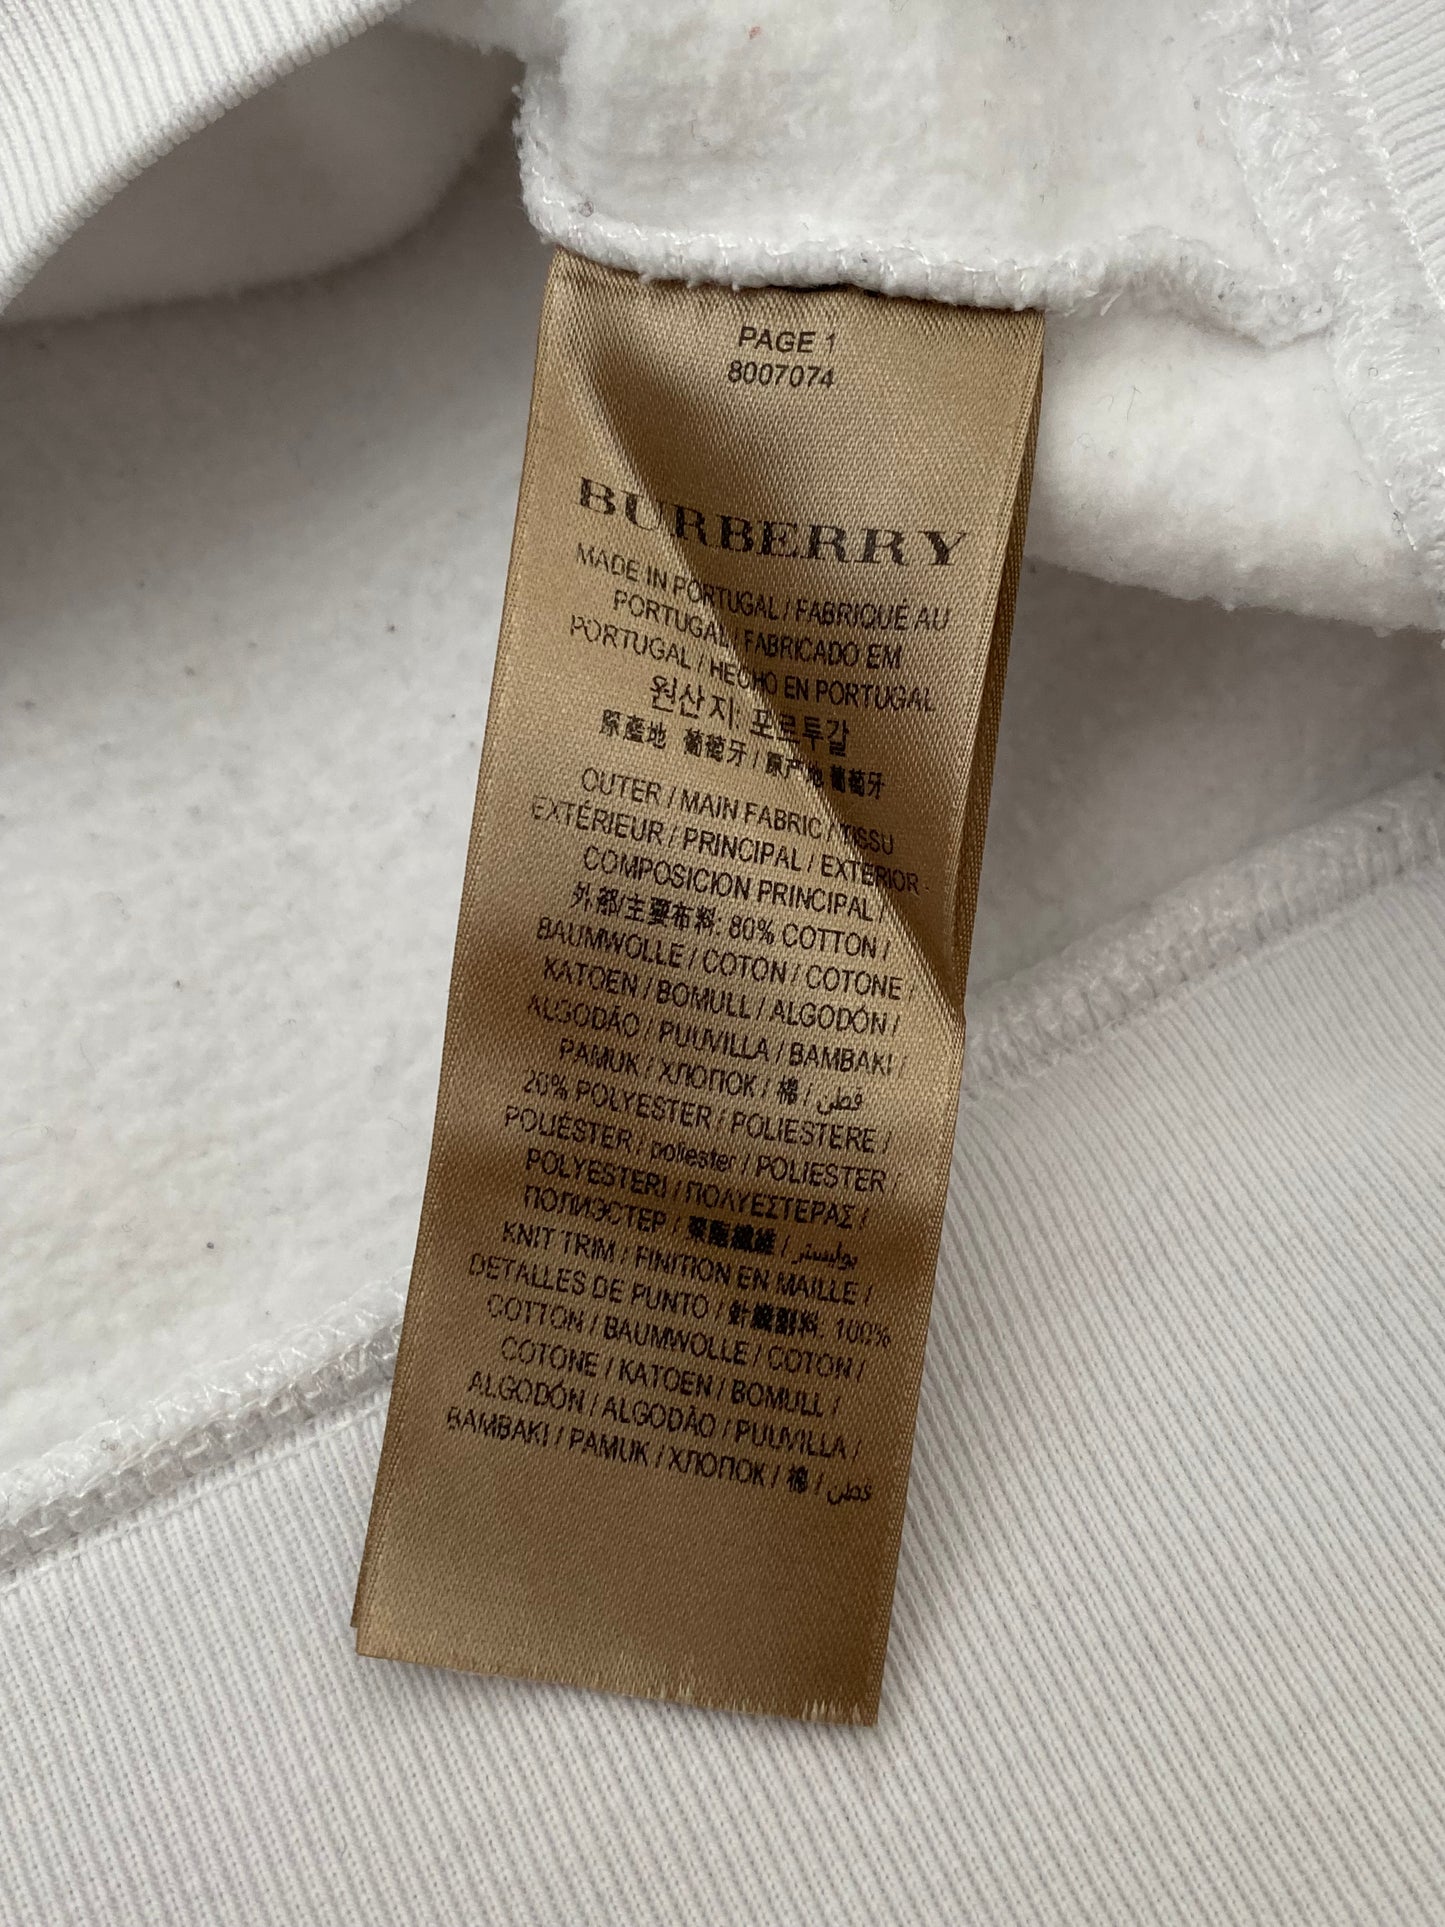 PAGE 1
8007074
BURBERRY
MADE IN PORTUGAL / FABRIQUÉ AU
PORTUGAL / FABRICADO EM
PORTUGAL / HECHO EN PORTUGAL
원산지: 포르투갈
原產地 葡萄牙 / 原产地 葡萄牙
OUTER / MAIN FABRIC / TISSU
EXTÉRIEUR / PRINCIPAL / EXTERIOR -
COMPOSICION PRINCIPAL /
外部/主要布料: 80% COTTON /
BAUMWOLLE / COTON / COTONE /
KATOEN / BOMULL / ALGODÓN /
ALGODÃO / PUUVILLA / BAMBAKI /
PAMUK / ХЛОПОК / 棉 / قطن
20% POLYESTER / POLIESTERE /
POLIÉSTER / poliester / POLIESTER
POLYESTERI / ΠΟΛΥΕΣΤΕΡΑΣ /
ПОЛИЭСТЕР / 聚酯纖維 / بوليستر
KNIT TRIM / FINITION EN MAILLE /
DETALLES DE PUNTO / 針織割料: 100%
COTTON / BAUMWOLLE / COTON /
COTONE / KATOEN / BOMULL /
ALGODÓN / ALGODÃO / PUUVILLA /
BAMBAKI / PAMUK / ХЛОПОК / 棉 / قطن